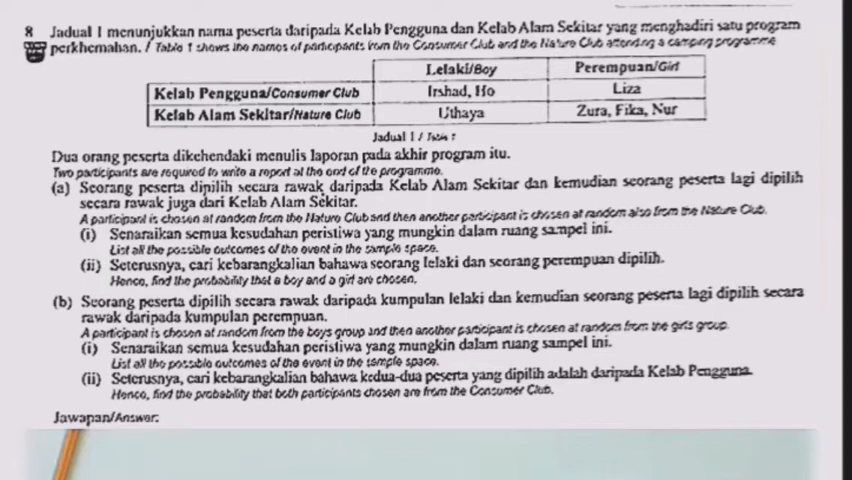 8 Jadual 1 menunjukkan nama peserta daripada Kelab Pengguna dan Kelab Alam Sekitar yang menghadiri satu program
perkhemahan. / Table 1 shows the names of participants from the Consumer Club and the Nature Club attending a camping programme
Lelaki/Boy Perempuan/Girl
Kelab Pengguna/Consumer Club Irshad, Ho Liza
Kelab Alam Sekitar/Nature Club Uthaya Zura, Fika, Nur
Jadual 1 / Table 1
Dua orang peserta dikehendaki menulis laporan pada akhir program itu.
Two participants are required to write a report at the end of the programme.
(a) Seorang peserta dipilih secara rawak daripada Kelab Alam Sekitar dan kemudian seorang peserta lagi dipilih
secara rawak juga dari Kelab Alam Sekitar.
A participant is chosen at random from the Nature Club and then another participant is chosen at random also from the Nature Club.
(i) Senaraikan semua kesudahan peristiwa yang mungkin dalam ruang sampel ini.
List all the possible outcomes of the event in the sample space.
(ii) Seterusnya, cari kebarangkalian bahawa seorang lelaki dan seorang perempuan dipilih.
Hence, find the probability that a boy and a girl are chosen.
(b) Seorang peserta dipilih secara rawak daripada kumpulan lelaki dan kemudian seorang peserta lagi dipilih secara
rawak daripada kumpulan perempuan.
A participant is chosen at random from the boys group and then another participant is chosen at random from the girls group.
(i) Senaraikan semua kesudahan peristiwa yang mungkin dalam ruang sampel ini.
List all the possible outcomes of the event in the sample space.
(ii) Seterusnya, cari kebarangkalian bahawa kedua-dua peserta yang dipilih adalah daripada Kelab Pengguna.
Hence, find the probability that both participants chosen are from the Consumer Club.
Jawapan/Answer: